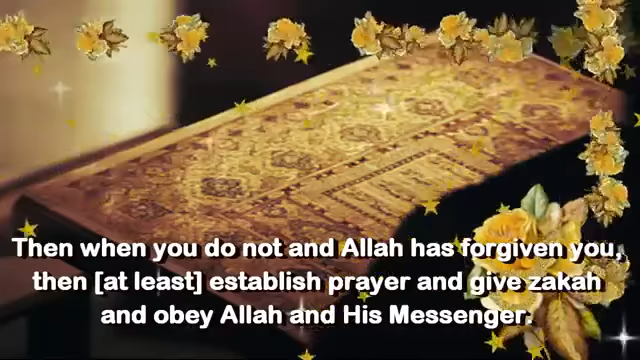 Then when you do not and Allah has forgiven you,
then [at least] establish prayer and give zakah
and obey Allah and His Messenger.